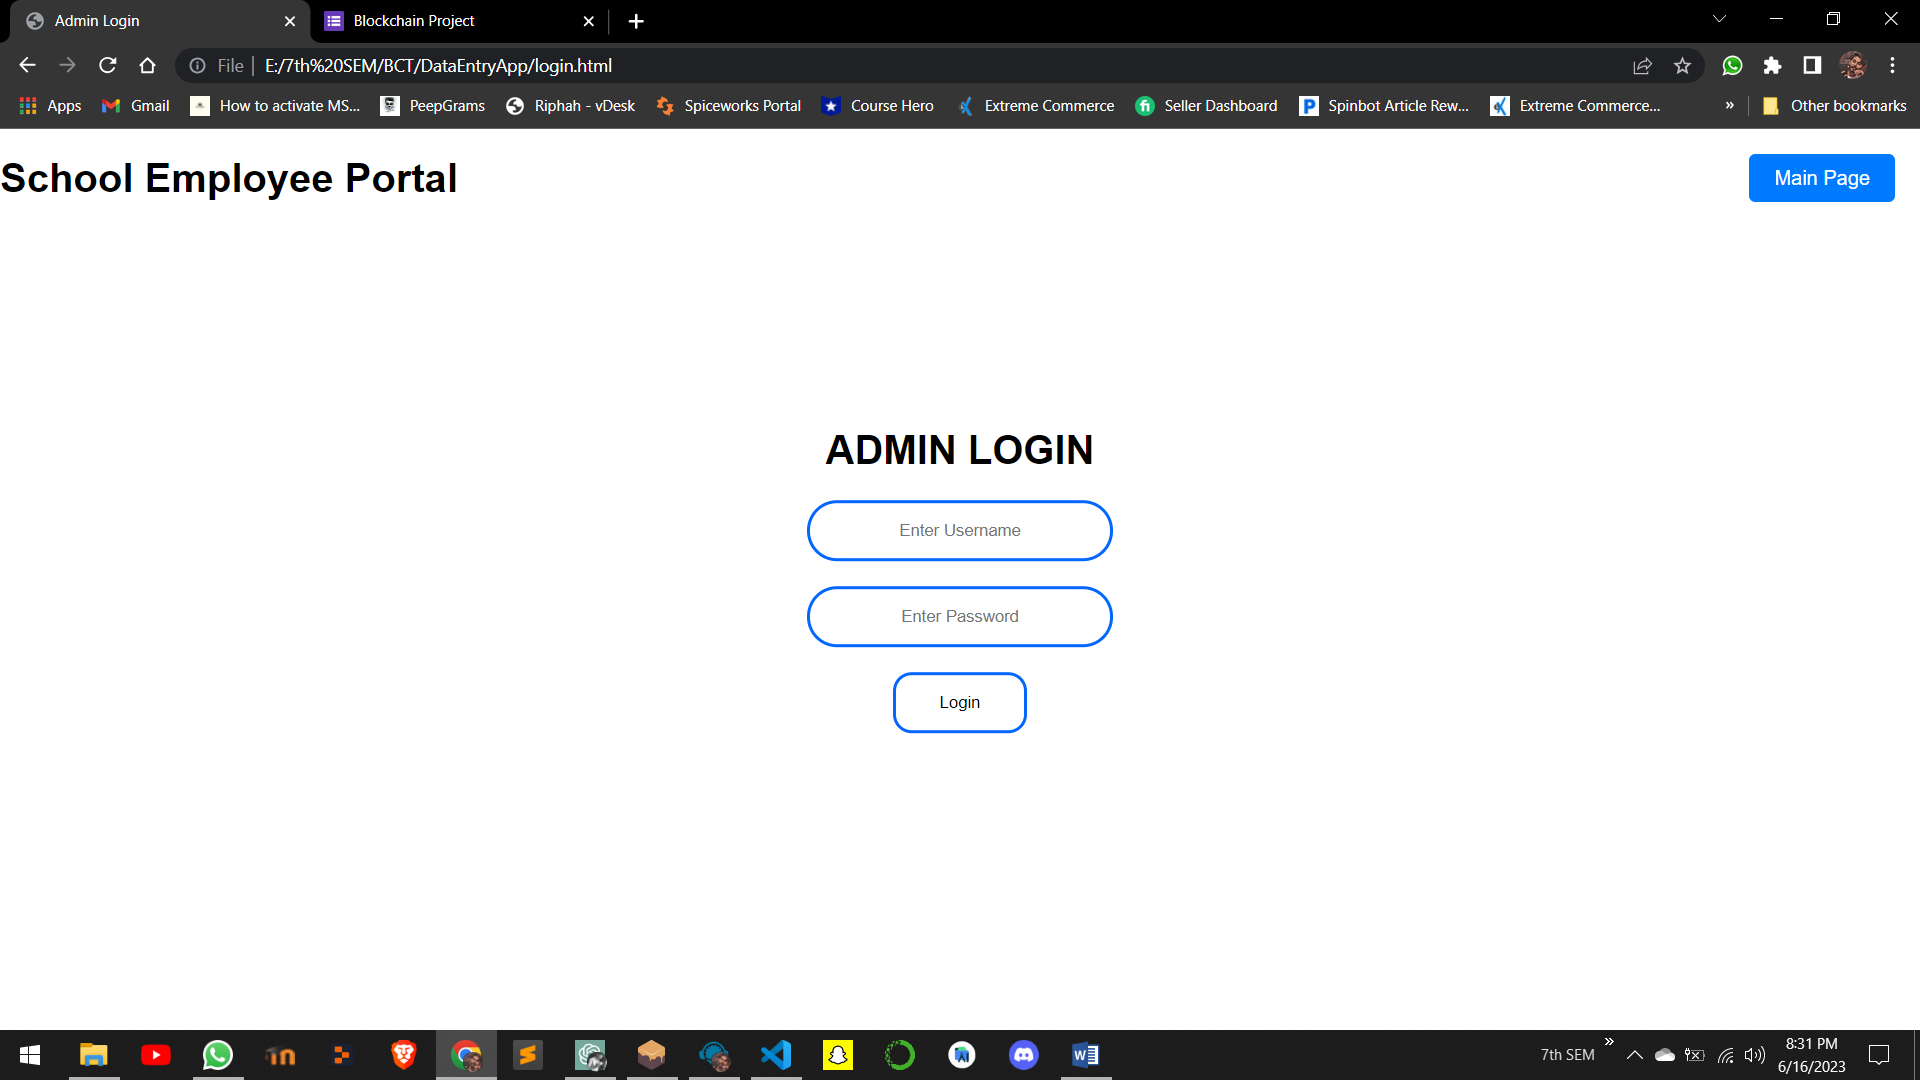 Admin Login
Blockchain Project
File
E:/7th%20SEM/BCT/DataEntryApp/login.html
Apps
Gmail
How to activate MS...
PeepGrams
Riphah - vDesk
Spiceworks Portal
Course Hero
Extreme Commerce
Seller Dashboard
Spinbot Article Rew...
Extreme Commerce...
»
Other bookmarks
School Employee Portal
Main Page
ADMIN LOGIN
Enter Username
Enter Password
Login
7th SEM
8:31 PM
6/16/2023